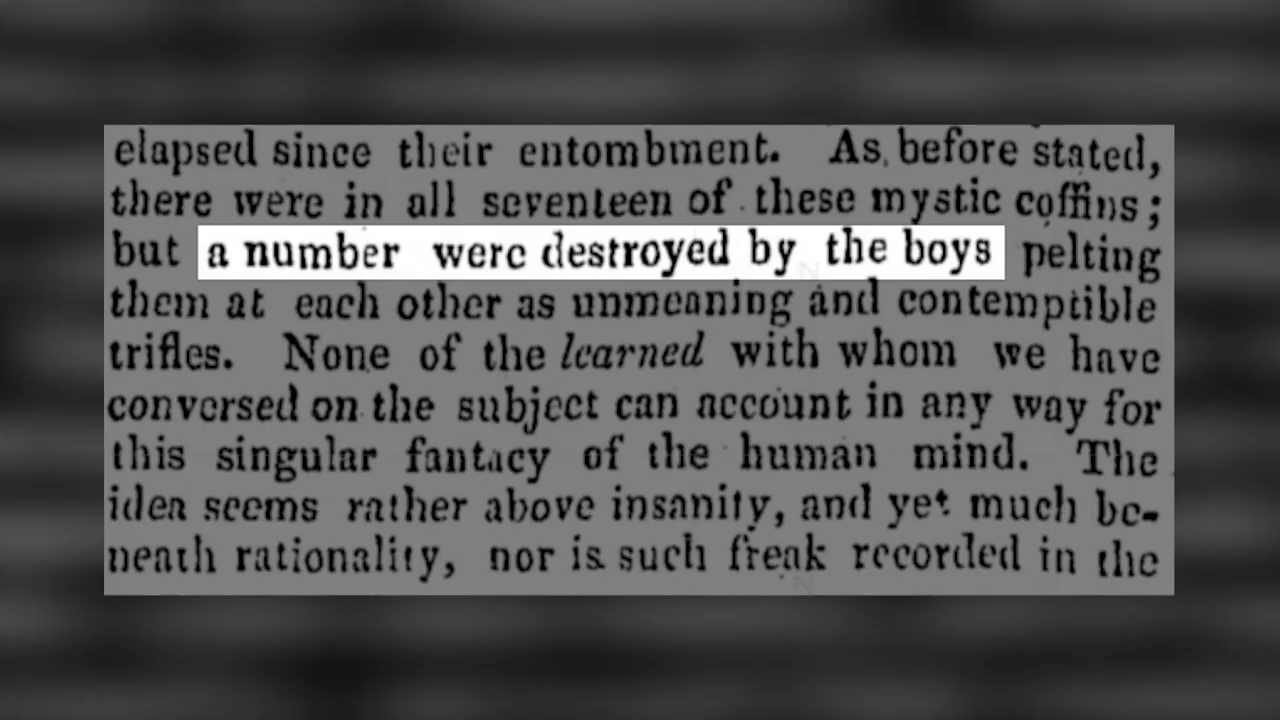 elapsed since their entombment. As before stated,
there were in all seventeen of these mystic coffins;
but a number were destroyed by the boys pelting
them at each other as unmeaning and contemptible
trifles. None of the learned with whom we have
conversed on the subject can account in any way for
this singular fantacy of the human mind. The
idea seems rather above insanity, and yet much be-
neath rationality, nor is such freak recorded in the